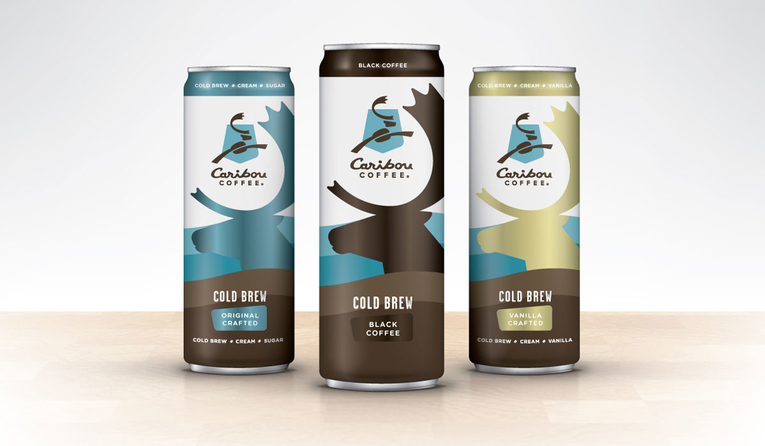 COLD BREW # CREAM # SUGAR
Caribou
COFFEE®
COLD BREW
ORIGINAL
CRAFTED
COLD BREW # CREAM # SUGAR
BLACK COFFEE
Caribou
COFFEE®
COLD BREW
BLACK
COFFEE
COLD BREW # CREAM # VANILLA
Caribou
COFFEE®
COLD BREW
VANILLA
CRAFTED
COLD BREW # CREAM # VANILLA